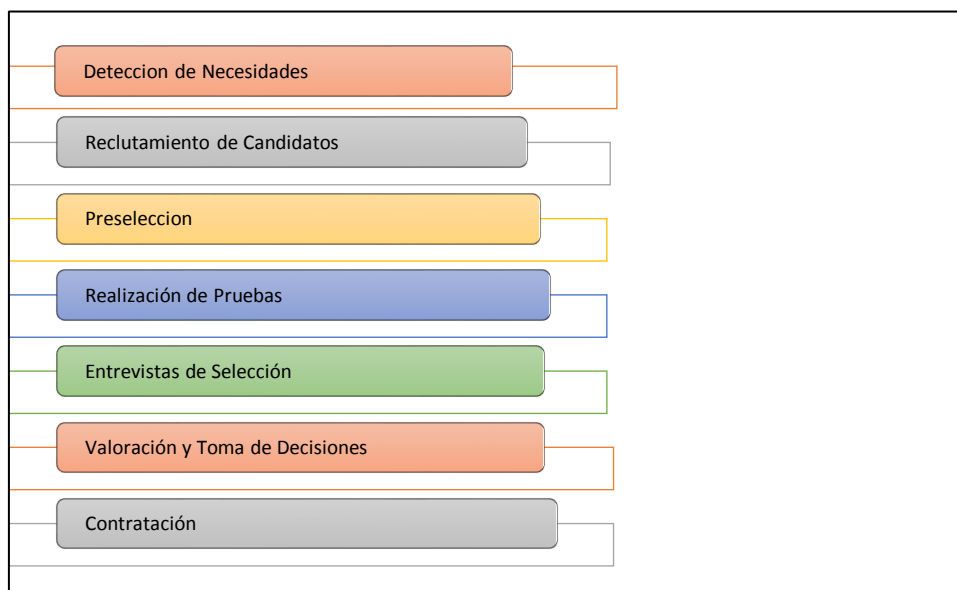 Deteccion de Necesidades
Reclutamiento de Candidatos
Preseleccion
Realización de Pruebas
Entrevistas de Selección
Valoración y Toma de Decisiones
Contratación